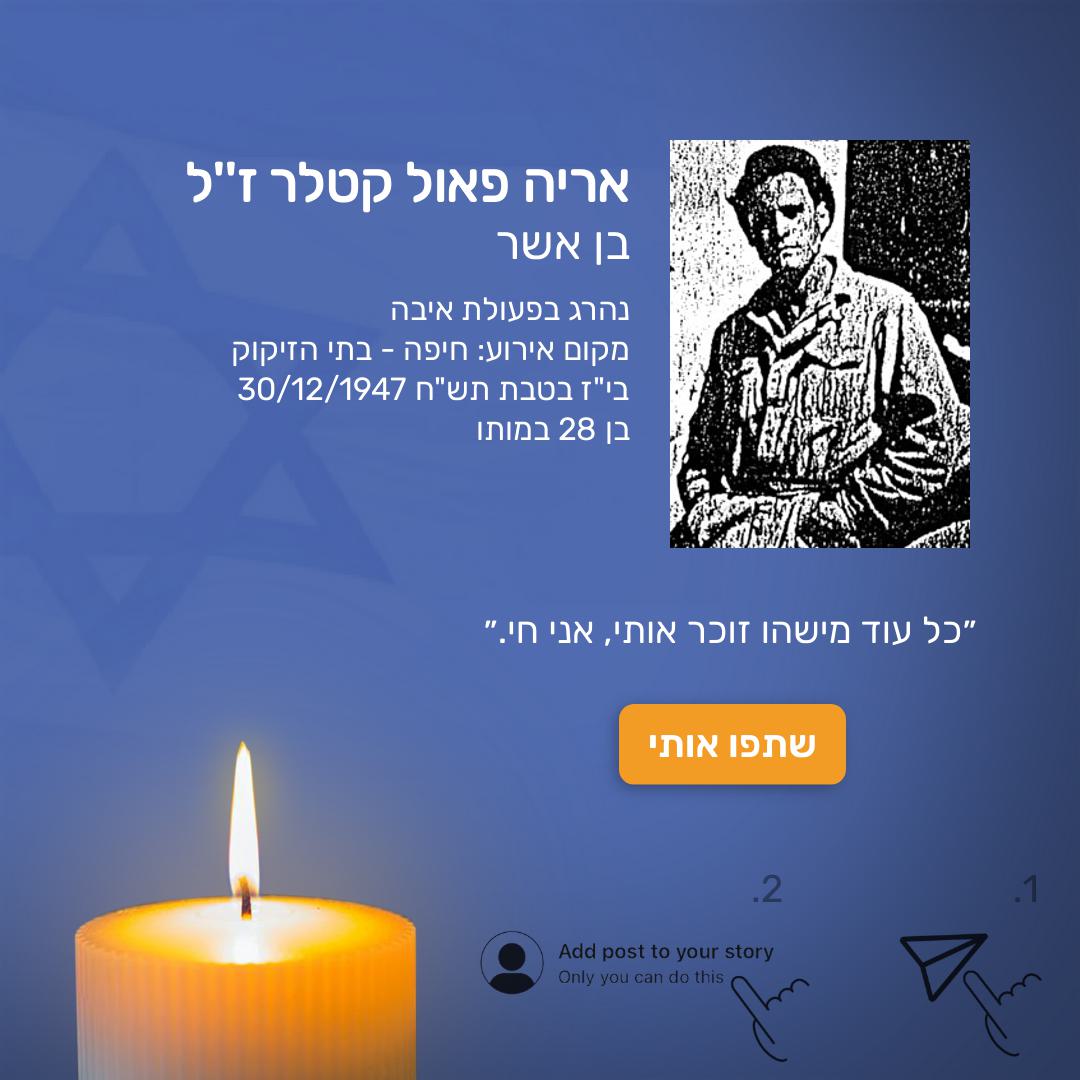 אריה פאול קטלר ז"ל
בן אשר
נהרג בפעולת איבה
מקום אירוע: חיפה - בתי הזיקוק
בי"ז בטבת תש"ח 30/12/1947
בן 28 במותו
״כל עוד מישהו זוכר אותי, אני חי.״
שתפו אותי
1.
2.
Add post to your story
Only you can do this